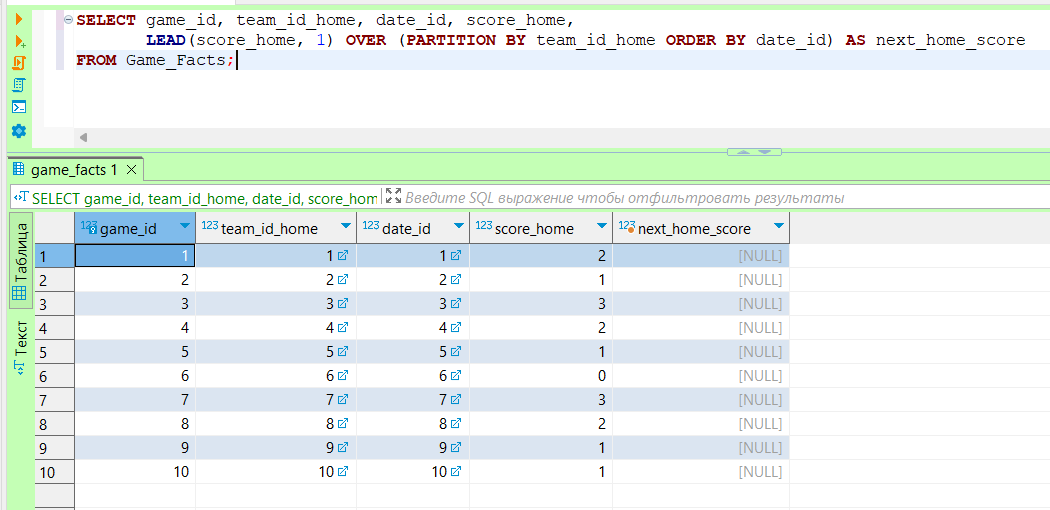 SELECT game_id, team_id_home, date_id, score_home,
LEAD(score_home, 1) OVER (PARTITION BY team_id_home ORDER BY date_id) AS next_home_score
FROM Game_Facts;
game_facts 1
SELECT game_id, team_id_home, date_id, score_hom
Введите SQL выражение чтобы отфильтровать результаты
Таблица
Текст
123 game_id 123 team_id_home 123 date_id 123 score_home 123 next_home_score
1 1 1 1 2 [NULL]
2 2 2 2 1 [NULL]
3 3 3 3 3 [NULL]
4 4 4 4 2 [NULL]
5 5 5 5 1 [NULL]
6 6 6 6 0 [NULL]
7 7 7 7 3 [NULL]
8 8 8 8 2 [NULL]
9 9 9 9 1 [NULL]
10 10 10 10 1 [NULL]